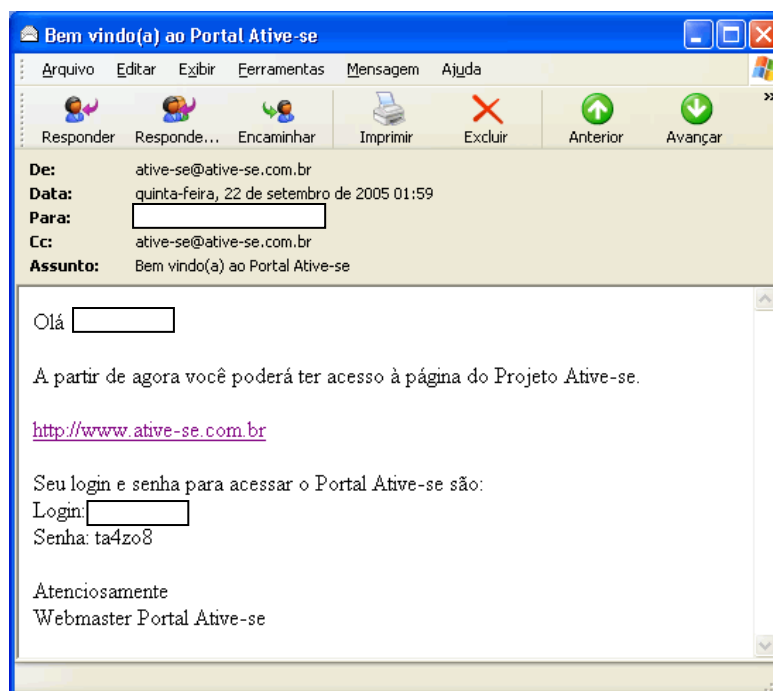 Bem vindo(a) ao Portal Ative-se
Arquivo Editar Exibir Ferramentas Mensagem Ajuda
Responder Responde... Encaminhar Imprimir Excluir Anterior Avançar
De: ative-se@ative-se.com.br
Data: quinta-feira, 22 de setembro de 2005 01:59
Para:
Cc: ative-se@ative-se.com.br
Assunto: Bem vindo(a) ao Portal Ative-se
Olá
A partir de agora você poderá ter acesso à página do Projeto Ative-se.
http://www.ative-se.com.br
Seu login e senha para acessar o Portal Ative-se são:
Login:
Senha: ta4zo8
Atenciosamente
Webmaster Portal Ative-se